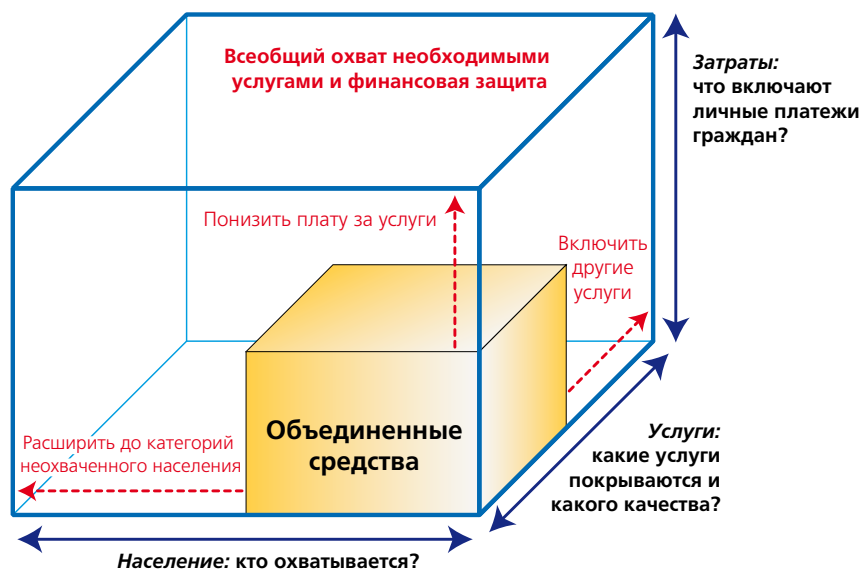 Всеобщий охват необходимыми
услугами и финансовая защита
Затраты:
что включают
личные платежи
граждан?
Понизить плату за услуги
Включить
другие
услуги
Объединенные
средства
Расширить до категорий
неохваченного населения
Услуги:
какие услуги
покрываются и
какого качества?
Население: кто охватывается?